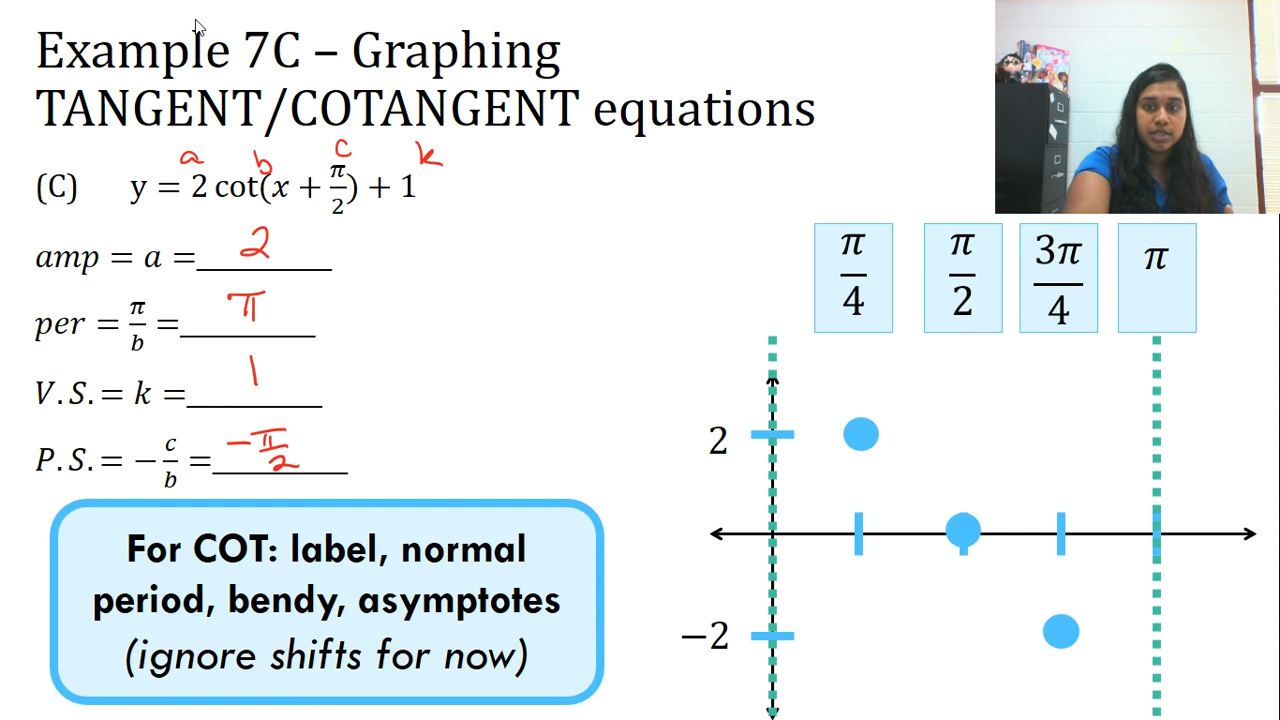 Example 7C – Graphing
TANGENT/COTANGENT equations
a b c k
(C) y = 2 cot(x + π/2) + 1
amp = a = 2
per = π/b = π
V.S. = k = 1
P.S. = − c/b = −π/2
For COT: label, normal
period, bendy, asymptotes
(ignore shifts for now)
π/4 π/2 3π/4 π
2
−2